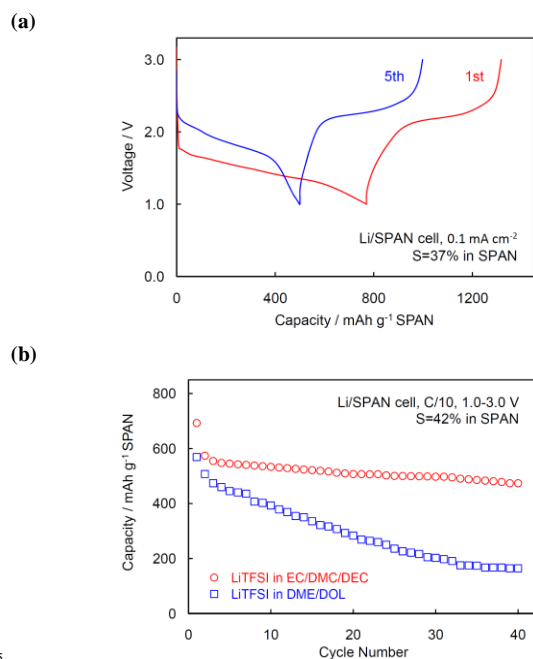 (a)
3.0
5th
1st
2.0
Voltage / V
1.0
Li/SPAN cell, 0.1 mA cm⁻²
S=37% in SPAN
0.0
0
400
800
1200
Capacity / mAh g⁻¹ SPAN
(b)
800
Li/SPAN cell, C/10, 1.0-3.0 V
S=42% in SPAN
600
Capacity / mAh g⁻¹ SPAN
400
200
LiTFSI in EC/DMC/DEC
LiTFSI in DME/DOL
0
0
10
20
30
40
Cycle Number